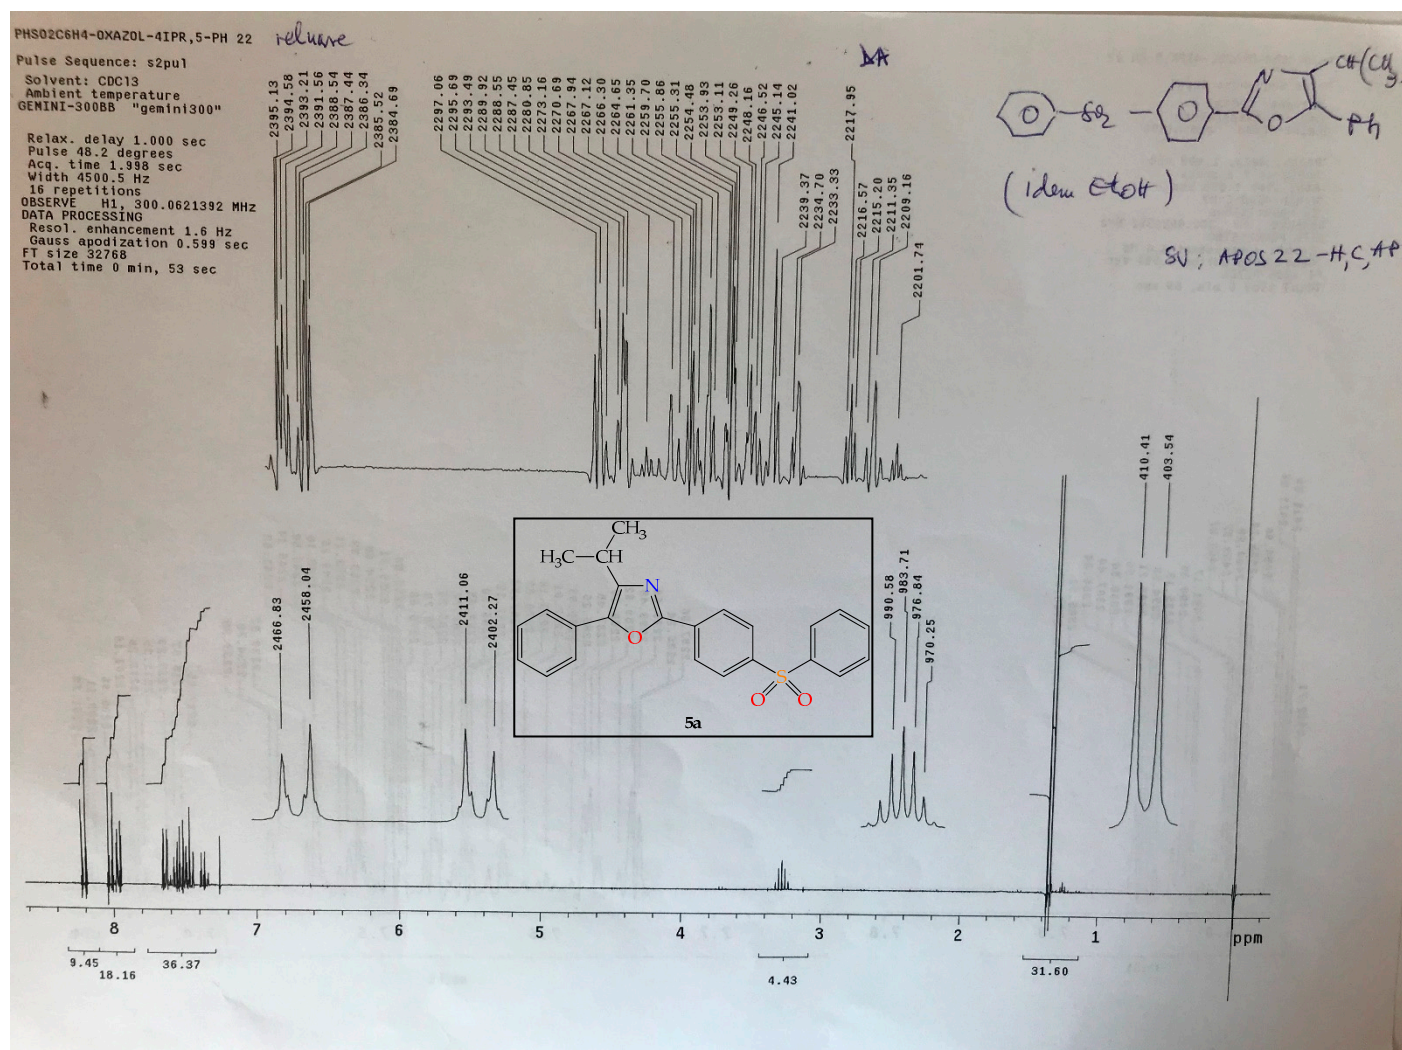 PHSO2C6H4-OXAZOL-4IPR,5-PH 22
Pulse Sequence: s2pul
Solvent: CDCl3
Ambient temperature
GEMINI-300BB "gemini300"
Relax. delay 1.000 sec
Pulse 48.2 degrees
Acq. time 1.998 sec
Width 4500.5 Hz
16 repetitions
OBSERVE H1, 300.0621392 MHz
DATA PROCESSING
Resol. enhancement 1.6 Hz
Gauss apodization 0.599 sec
FT size 32768
Total time 0 min, 53 sec
reluare
CH(CH3
N
SO2
O
Ph
(idem EtOH)
SV: APOS22-H,C,AP
2395.13
2394.58
2393.21
2391.56
2388.54
2387.44
2386.34
2385.52
2384.69
2297.06
2295.69
2293.49
2289.92
2288.55
2287.45
2280.85
2273.16
2270.69
2267.94
2267.12
2266.30
2264.65
2261.35
2259.70
2255.86
2255.31
2254.48
2253.93
2253.11
2249.26
2248.16
2246.52
2245.14
2241.02
2239.37
2234.70
2233.33
2217.95
2216.57
2215.20
2211.35
2209.16
2201.74
410.41
403.54
2466.83
2458.04
2411.06
2402.27
CH3
H3C
CH
N
O
S
O
O
5a
990.58
983.71
976.84
970.25
8
7
6
5
4
3
2
1
ppm
9.45
18.16
36.37
4.43
31.60